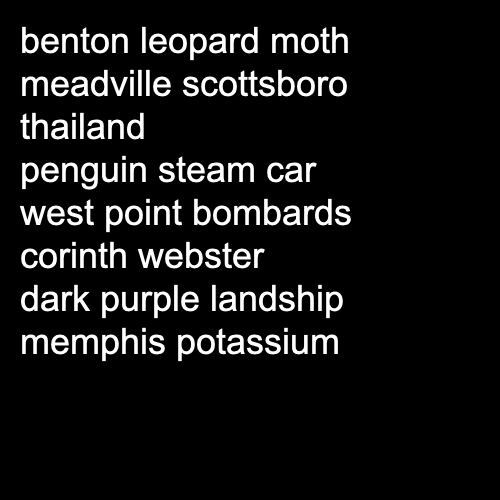 benton leopard moth
meadville scottsboro
thailand
penguin steam car
west point bombards
corinth webster
dark purple landship
memphis potassium